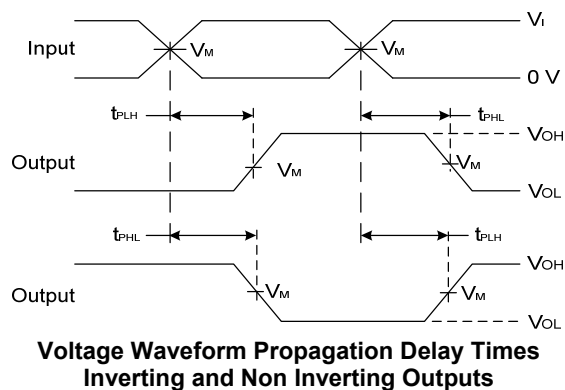 VI
Input
VM
VM
0 V
tPLH
tPHL
VOH
Output
VM
VM
VOL
tPHL
tPLH
VOH
Output
VM
VM
VOL
Voltage Waveform Propagation Delay Times
Inverting and Non Inverting Outputs